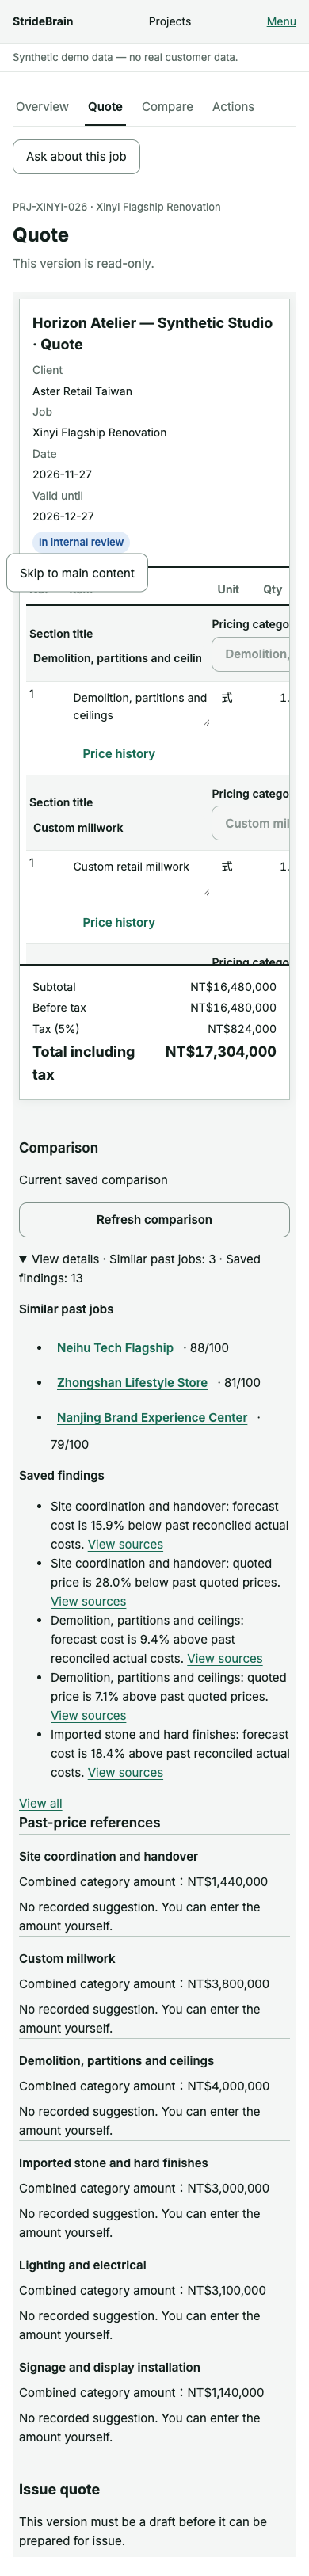 StrideBrain
Projects
Menu
Synthetic demo data — no real customer data.
Overview
Quote
Compare
Actions
Ask about this job
PRJ-XINYI-026 · Xinyi Flagship Renovation
Quote
This version is read-only.
Horizon Atelier — Synthetic Studio
· Quote
Client
Aster Retail Taiwan
Job
Xinyi Flagship Renovation
Date
2026-11-27
Valid until
2026-12-27
In internal review
Skip to main content
Unit
Qty
Section title
Pricing catego
Demolition, partitions and ceilin
Demolition,
1
Demolition, partitions and
ceilings
式
1.
Price history
Section title
Pricing catego
Custom millwork
Custom mil
1
Custom retail millwork
式
1.
Price history
Pricing catego
Subtotal
NT$16,480,000
Before tax
NT$16,480,000
Tax (5%)
NT$824,000
Total including
tax
NT$17,304,000
Comparison
Current saved comparison
Refresh comparison
▼ View details · Similar past jobs: 3 · Saved
findings: 13
Similar past jobs
• Neihu Tech Flagship · 88/100
• Zhongshan Lifestyle Store · 81/100
• Nanjing Brand Experience Center ·
79/100
Saved findings
• Site coordination and handover: forecast
cost is 15.9% below past reconciled actual
costs. View sources
• Site coordination and handover: quoted
price is 28.0% below past quoted prices.
View sources
• Demolition, partitions and ceilings:
forecast cost is 9.4% above past
reconciled actual costs. View sources
• Demolition, partitions and ceilings: quoted
price is 7.1% above past quoted prices.
View sources
• Imported stone and hard finishes: forecast
cost is 18.4% above past reconciled actual
costs. View sources
View all
Past-price references
Site coordination and handover
Combined category amount：NT$1,440,000
No recorded suggestion. You can enter the
amount yourself.
Custom millwork
Combined category amount：NT$3,800,000
No recorded suggestion. You can enter the
amount yourself.
Demolition, partitions and ceilings
Combined category amount：NT$4,000,000
No recorded suggestion. You can enter the
amount yourself.
Imported stone and hard finishes
Combined category amount：NT$3,000,000
No recorded suggestion. You can enter the
amount yourself.
Lighting and electrical
Combined category amount：NT$3,100,000
No recorded suggestion. You can enter the
amount yourself.
Signage and display installation
Combined category amount：NT$1,140,000
No recorded suggestion. You can enter the
amount yourself.
Issue quote
This version must be a draft before it can be
prepared for issue.